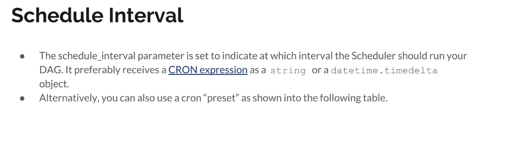 Schedule Interval
● The schedule_interval parameter is set to indicate at which interval the Scheduler should run your
DAG. It preferably receives a CRON expression as a string or a datetime.timedelta
object.
● Alternatively, you can also use a cron “preset” as shown into the following table.